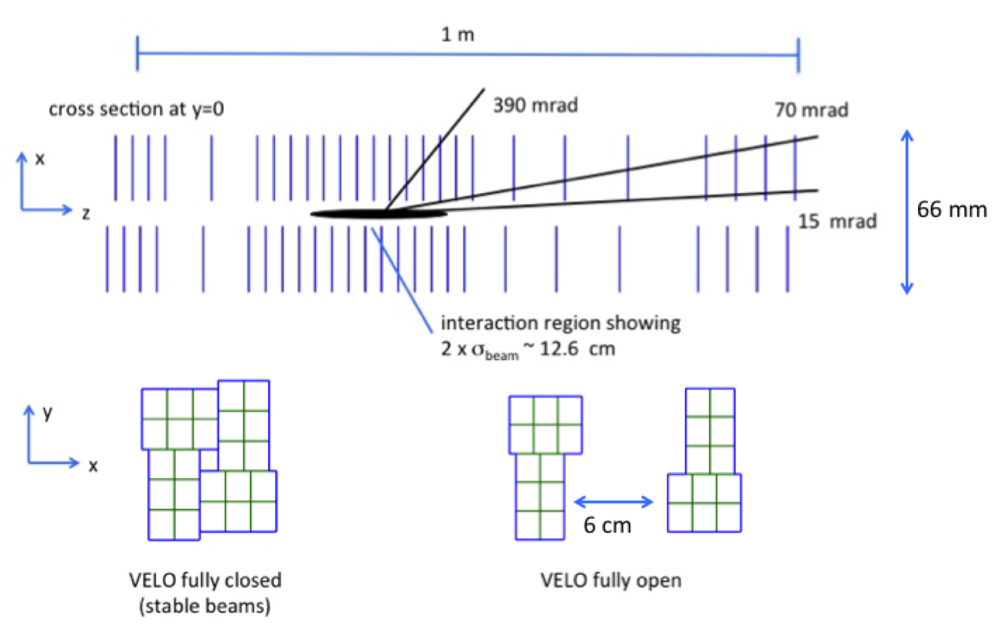 1 m
cross section at y=0
390 mrad
70 mrad
x
z
66 mm
15 mrad
interaction region showing
2 x σbeam ~ 12.6 cm
y
x
6 cm
VELO fully closed
(stable beams)
VELO fully open